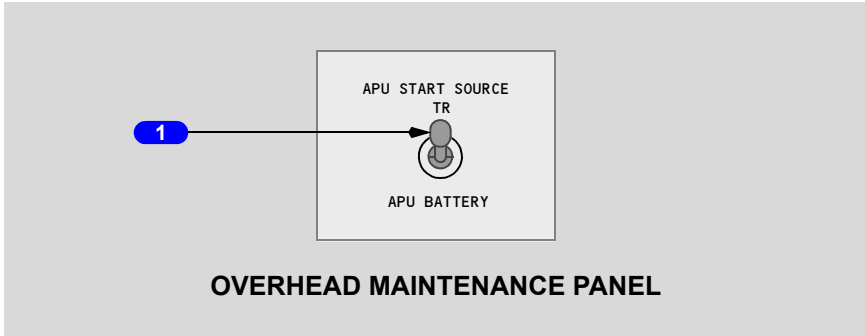 APU START SOURCE
TR
1
APU BATTERY
OVERHEAD MAINTENANCE PANEL